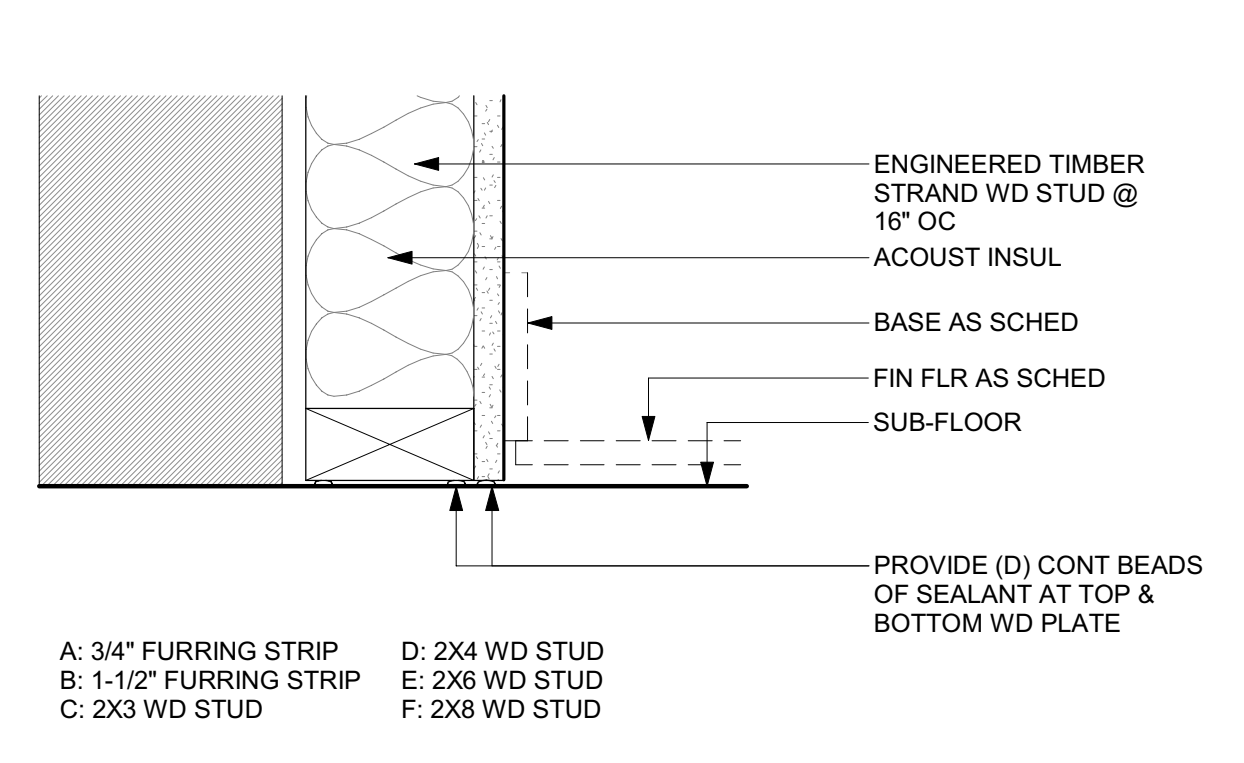 ENGINEERED TIMBER
STRAND WD STUD @
16" OC
ACOUST INSUL
BASE AS SCHED
FIN FLR AS SCHED
SUB-FLOOR
PROVIDE (D) CONT BEADS
OF SEALANT AT TOP &
BOTTOM WD PLATE
A: 3/4" FURRING STRIP
B: 1-1/2" FURRING STRIP
C: 2X3 WD STUD
D: 2X4 WD STUD
E: 2X6 WD STUD
F: 2X8 WD STUD